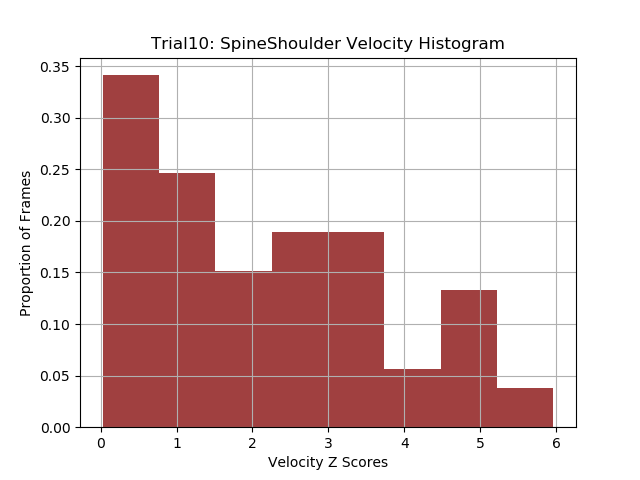 Trial10: SpineShoulder Velocity Histogram
0.35
0.30
0.25
0.20
0.15
0.10
0.05
0.00
Proportion of Frames
0 1 2 3 4 5 6
Velocity Z Scores